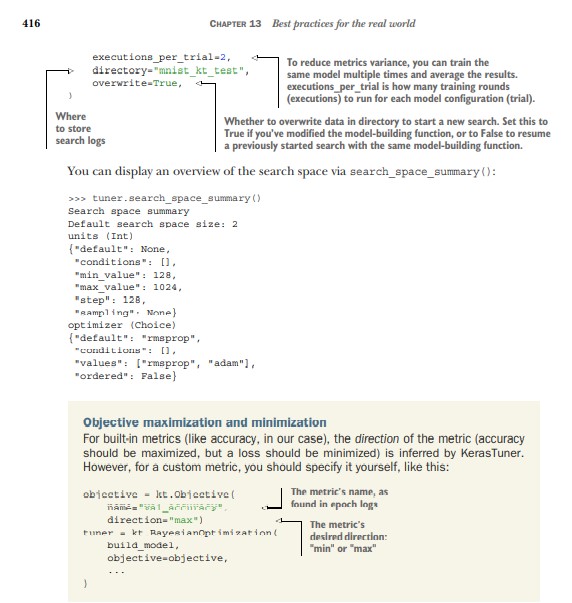 416
CHAPTER 13 Best practices for the real world
executions_per_trial=2,
directory="mnist_kt_test",
overwrite=True,
)
To reduce metrics variance, you can train the
same model multiple times and average the results.
executions_per_trial is how many training rounds
(executions) to run for each model configuration (trial).
Where
to store
search logs
Whether to overwrite data in directory to start a new search. Set this to
True if you've modified the model-building function, or to False to resume
a previously started search with the same model-building function.
You can display an overview of the search space via search_space_summary():
>>> tuner.search_space_summary()
Search space summary
Default search space size: 2
units (Int)
{"default": None,
"conditions": [],
"min_value": 128,
"max_value": 1024,
"step": 128,
"sampling": None}
optimizer (Choice)
{"default": "rmsprop",
"conditions": [],
"values": ["rmsprop", "adam"],
"ordered": False}
Objective maximization and minimization
For built-in metrics (like accuracy, in our case), the direction of the metric (accuracy
should be maximized, but a loss should be minimized) is inferred by KerasTuner.
However, for a custom metric, you should specify it yourself, like this:
objective = kt.Objective(
name="val_accuracy",
direction="max")
tuner = kt.BayesianOptimization(
build_model,
objective=objective,
...
)
The metric's name, as
found in epoch logs
The metric's
desired direction:
"min" or "max"